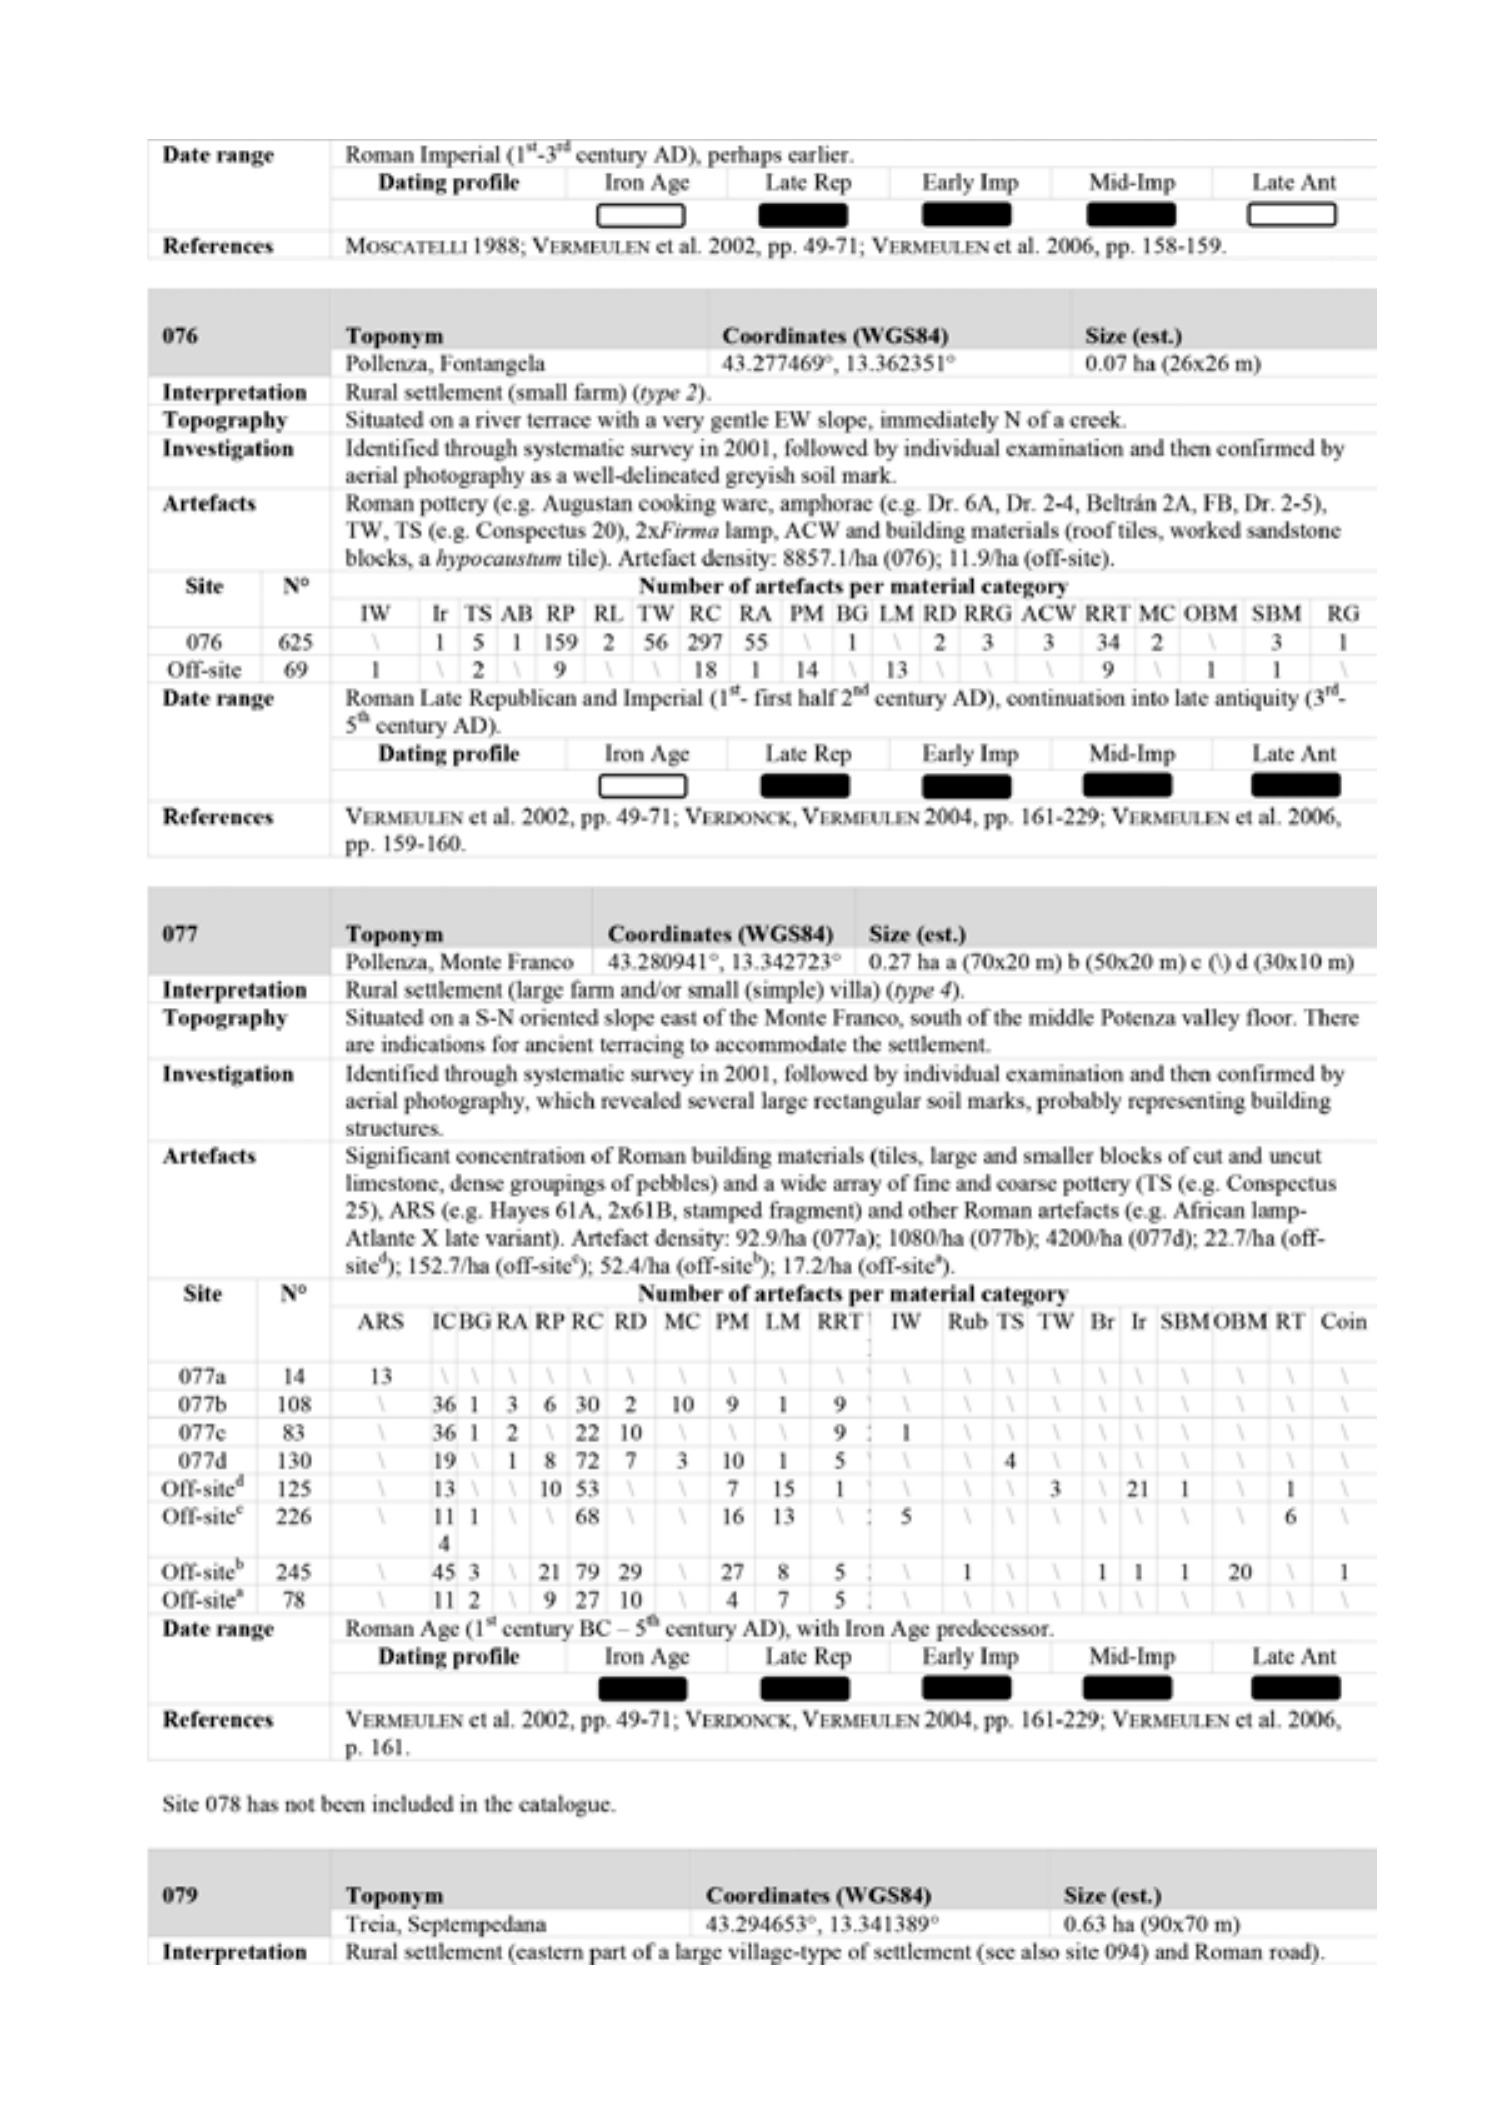 Date range Roman Imperial (1st-3rd century AD), perhaps earlier.
Dating profile Iron Age Late Rep Early Imp Mid-Imp Late Ant
References MOSCATELLI 1988; VERMEULEN et al. 2002, pp. 49-71; VERMEULEN et al. 2006, pp. 158-159.
076 Toponym Coordinates (WGS84) Size (est.)
Pollenza, Fontangela 43.277469°, 13.362351° 0.07 ha (26x26 m)
Interpretation Rural settlement (small farm) (type 2).
Topography Situated on a river terrace with a very gentle EW slope, immediately N of a creek.
Investigation Identified through systematic survey in 2001, followed by individual examination and then confirmed by
aerial photography as a well-delineated greyish soil mark.
Artefacts Roman pottery (e.g. Augustan cooking ware, amphorae (e.g. Dr. 6A, Dr. 2-4, Beltrán 2A, FB, Dr. 2-5),
TW, TS (e.g. Conspectus 20), 2xFirma lamp, ACW and building materials (roof tiles, worked sandstone
blocks, a hypocaustum tile). Artefact density: 8857.1/ha (076); 11.9/ha (off-site).
Site N° Number of artefacts per material category
IW Ir TS AB RP RL TW RC RA PM BG LM RD RRG ACW RRT MC OBM SBM RG
076 625 \ 1 5 1 159 2 56 297 55 \ 1 \ 2 3 3 34 2 \ 3 1
Off-site 69 1 \ 2 \ 9 \ \ 18 1 14 \ 13 \ \ \ 9 \ 1 1 \
Date range Roman Late Republican and Imperial (1st- first half 2nd century AD), continuation into late antiquity (3rd-
5th century AD).
Dating profile Iron Age Late Rep Early Imp Mid-Imp Late Ant
References VERMEULEN et al. 2002, pp. 49-71; VERDONCK, VERMEULEN 2004, pp. 161-229; VERMEULEN et al. 2006,
pp. 159-160.
077 Toponym Coordinates (WGS84) Size (est.)
Pollenza, Monte Franco 43.280941°, 13.342723° 0.27 ha a (70x20 m) b (50x20 m) c (\) d (30x10 m)
Interpretation Rural settlement (large farm and/or small (simple) villa) (type 4).
Topography Situated on a S-N oriented slope east of the Monte Franco, south of the middle Potenza valley floor. There
are indications for ancient terracing to accommodate the settlement.
Investigation Identified through systematic survey in 2001, followed by individual examination and then confirmed by
aerial photography, which revealed several large rectangular soil marks, probably representing building
structures.
Artefacts Significant concentration of Roman building materials (tiles, large and smaller blocks of cut and uncut
limestone, dense groupings of pebbles) and a wide array of fine and coarse pottery (TS (e.g. Conspectus
25), ARS (e.g. Hayes 61A, 2x61B, stamped fragment) and other Roman artefacts (e.g. African lamp-
Atlante X late variant). Artefact density: 92.9/ha (077a); 1080/ha (077b); 4200/ha (077d); 22.7/ha (off-
sited); 152.7/ha (off-sitec); 52.4/ha (off-siteb); 17.2/ha (off-sitea).
Site N° Number of artefacts per material category
ARS IC BG RA RP RC RD MC PM LM RRT IW Rub TS TW Br Ir SBM OBM RT Coin
077a 14 13 \ \ \ \ \ \ \ \ \ \ \ \ \ \ \ \ \ \ \ \
077b 108 \ 36 1 3 6 30 2 10 9 1 9 \ \ \ \ \ \ \ \ \ \
077c 83 \ 36 1 2 \ 22 10 \ \ \ 9 1 \ \ \ \ \ \ \ \ \
077d 130 \ 19 \ 1 8 72 7 3 10 1 5 \ \ 4 \ \ \ \ \ \ \
Off-sited 125 \ 13 \ \ 10 53 \ \ 7 15 1 \ \ \ 3 \ 21 1 \ 1 \
Off-sitec 226 \ 11 1 \ \ 68 \ \ 16 13 \ 5 \ \ \ \ \ \ \ 6 \
4
Off-siteb 245 \ 45 3 \ 21 79 29 \ 27 8 5 \ 1 \ \ 1 1 1 20 \ 1
Off-sitea 78 \ 11 2 \ 9 27 10 \ 4 7 5 \ \ \ \ \ \ \ \ \ \
Date range Roman Age (1st century BC – 5th century AD), with Iron Age predecessor.
Dating profile Iron Age Late Rep Early Imp Mid-Imp Late Ant
References VERMEULEN et al. 2002, pp. 49-71; VERDONCK, VERMEULEN 2004, pp. 161-229; VERMEULEN et al. 2006,
p. 161.
Site 078 has not been included in the catalogue.
079 Toponym Coordinates (WGS84) Size (est.)
Treia, Septempedana 43.294653°, 13.341389° 0.63 ha (90x70 m)
Interpretation Rural settlement (eastern part of a large village-type of settlement (see also site 094) and Roman road).